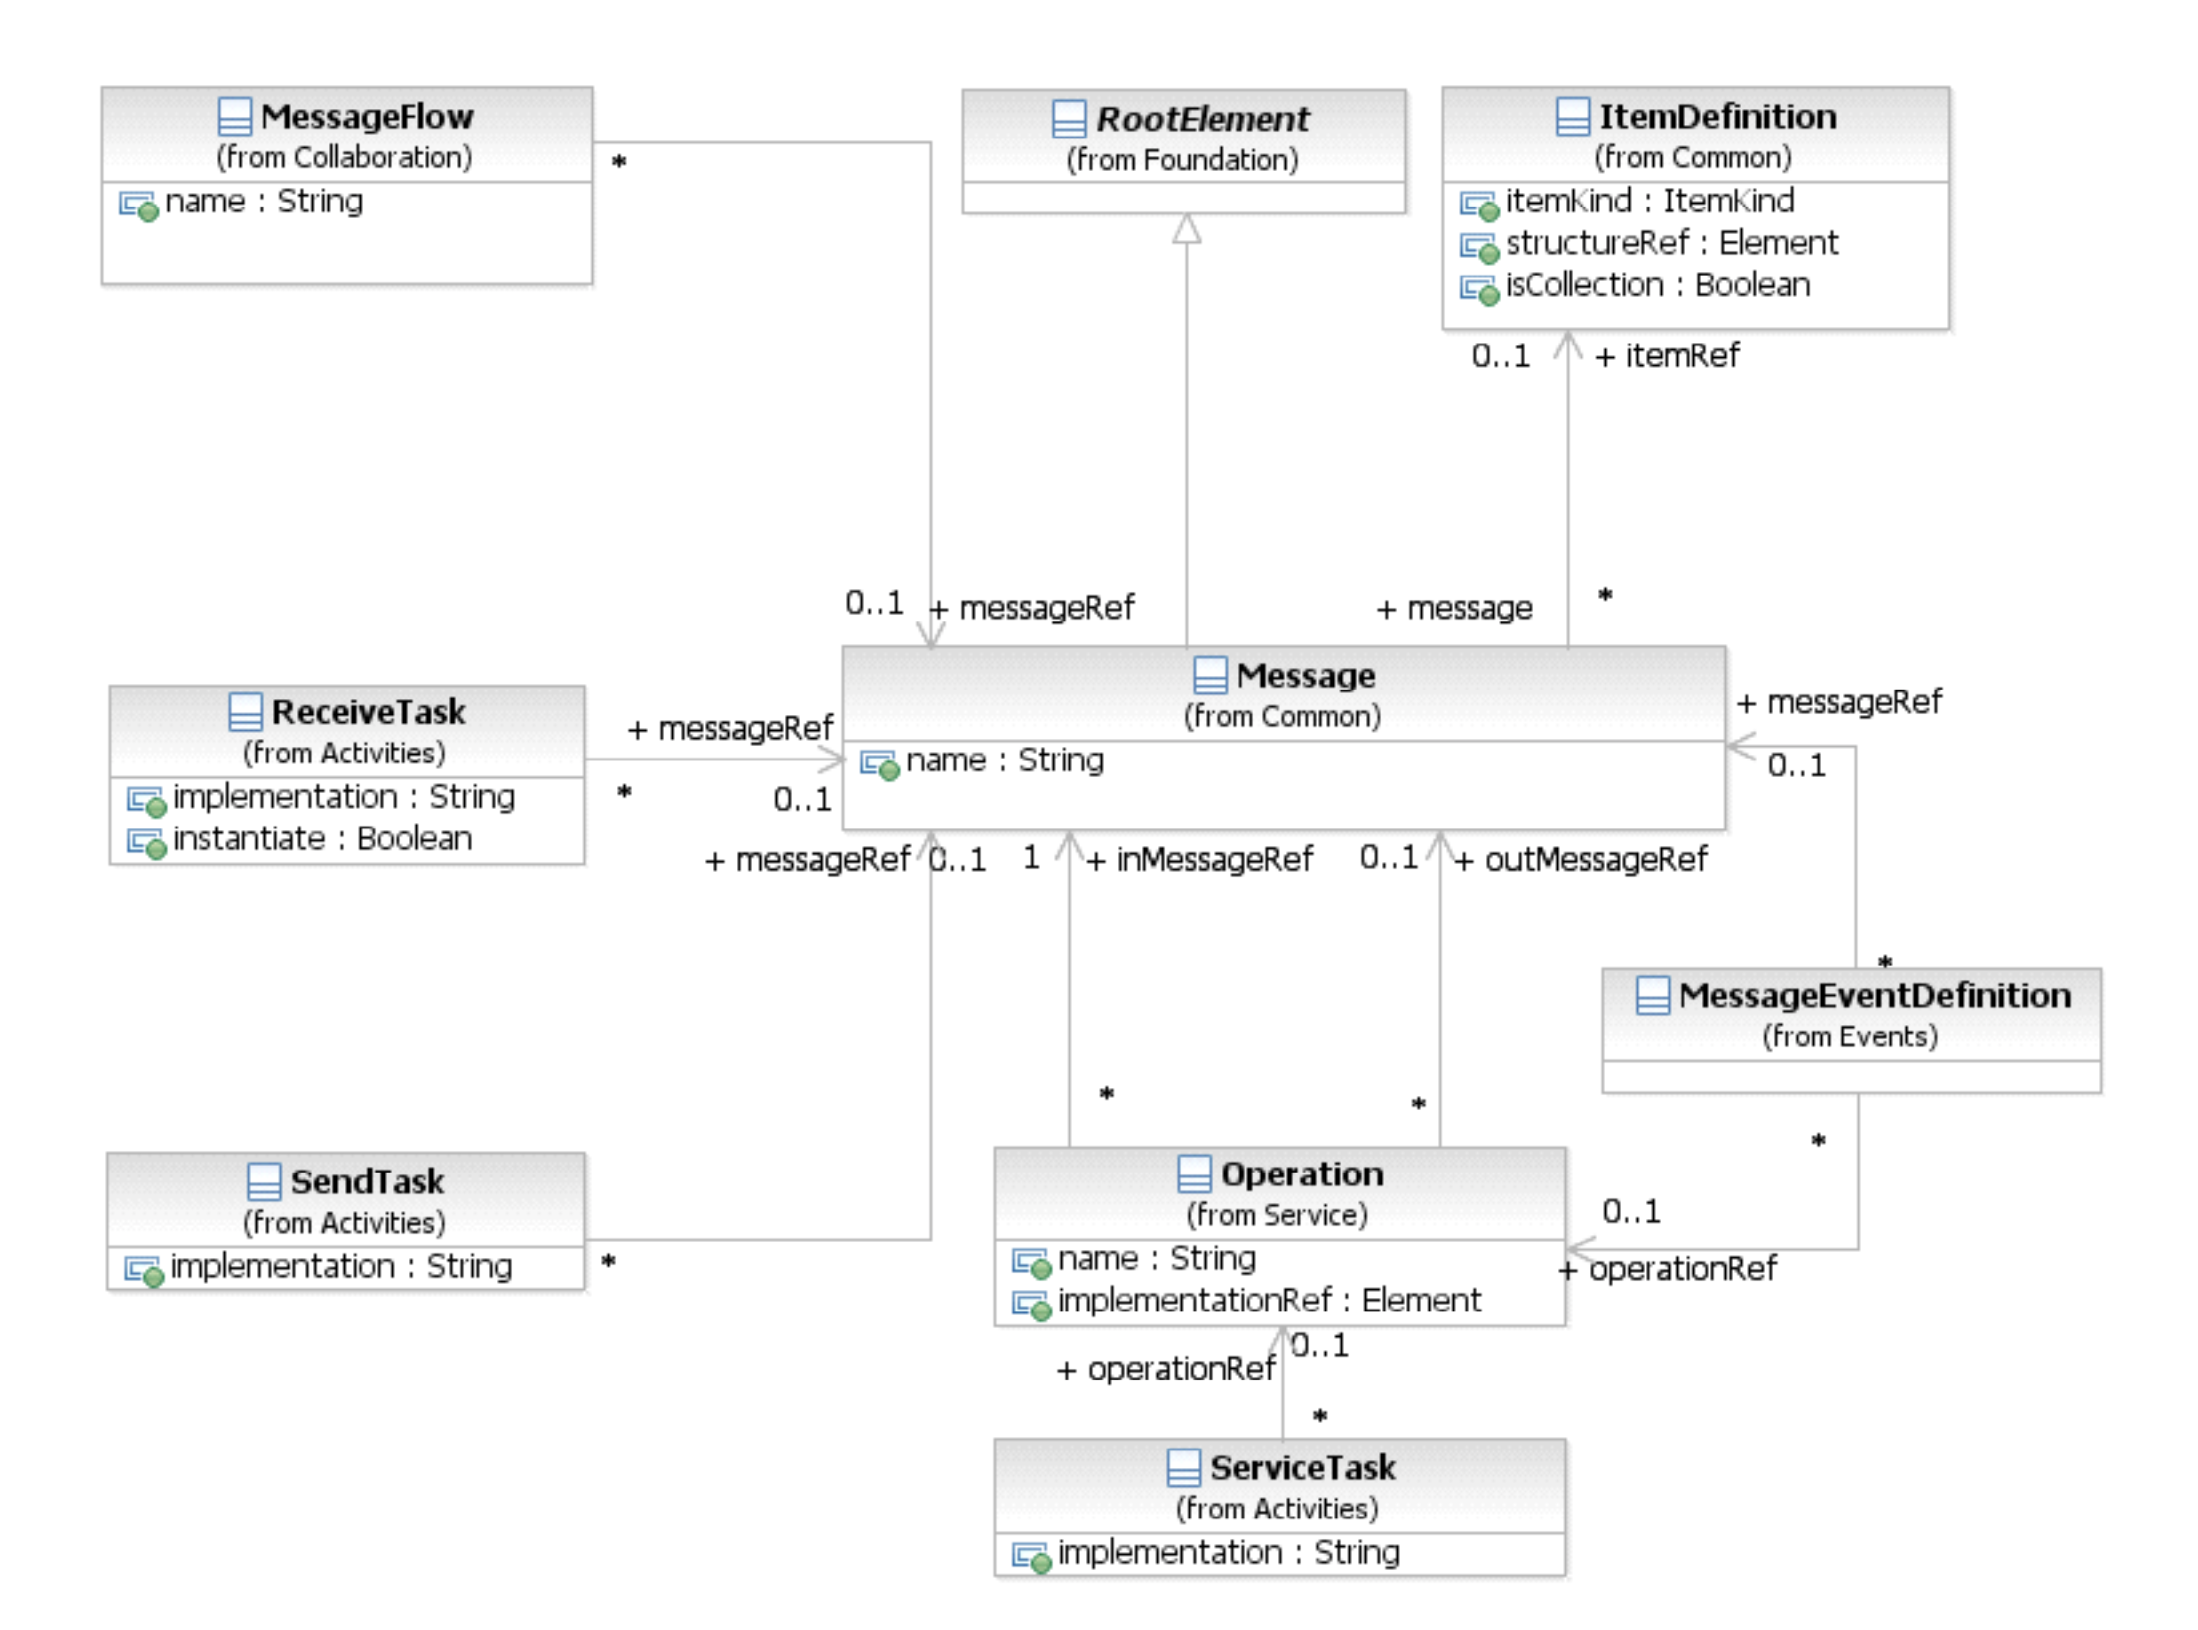 MessageFlow
(from Collaboration)
name : String
*
RootElement
(from Foundation)
ItemDefinition
(from Common)
itemKind : ItemKind
structureRef : Element
isCollection : Boolean
0..1
+ itemRef
0..1
+ messageRef
+ message
*
Message
(from Common)
name : String
ReceiveTask
(from Activities)
implementation : String
instantiate : Boolean
+ messageRef
*
0..1
+ messageRef
0..1
+ messageRef
0..1
1
+ inMessageRef
0..1
+ outMessageRef
*
*
*
MessageEventDefinition
(from Events)
*
SendTask
(from Activities)
implementation : String
*
Operation
(from Service)
name : String
implementationRef : Element
0..1
+ operationRef
0..1
+ operationRef
*
ServiceTask
(from Activities)
implementation : String